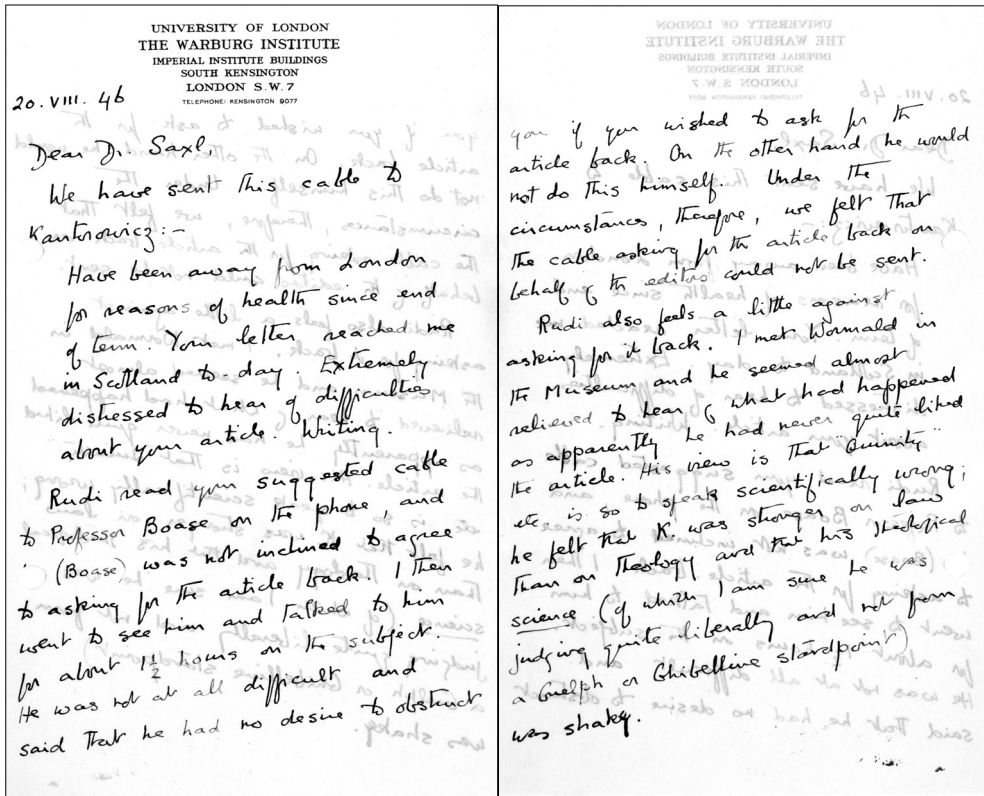 UNIVERSITY OF LONDON
THE WARBURG INSTITUTE
IMPERIAL INSTITUTE BUILDINGS
SOUTH KENSINGTON
LONDON S.W.7
TELEPHONE: KENSINGTON 9077
20. VIII. 46
Dear Dr. Saxl,
We have sent this cable to
Kantorowicz:-
Have been away from London
for reasons of health since end
of term. Your letter reached me
in Scotland to-day. Extremely
distressed to hear of difficulties
about your article. Writing.
Rudi read your suggested cable
to Professor Boase on the phone, and
(Boase) was not inclined to agree
to asking for the article back. I then
went to see him and talked to him
for about 1½ hours on the subject.
He was not at all difficult and
said that he had no desire to obstruct
you if you wished to ask for the
article back. On the other hand he would
not do this himself. Under the
circumstances, therefore, we felt that
the cable asking for the article back on
behalf of the editors could not be sent.
Rudi also feels a little against
asking for it back. I met Wormald in
the Museum and he seemed almost
relieved to hear of what had happened
as apparently he had never quite liked
the article. His view is that "Quinity"
etc. is so to speak scientifically wrong;
he felt that K. was stronger on law
than on theology and that his theological
science (of which I am sure he was
judging quite liberally and not from
a Guelph or Ghibelline standpoint)
was shaky.